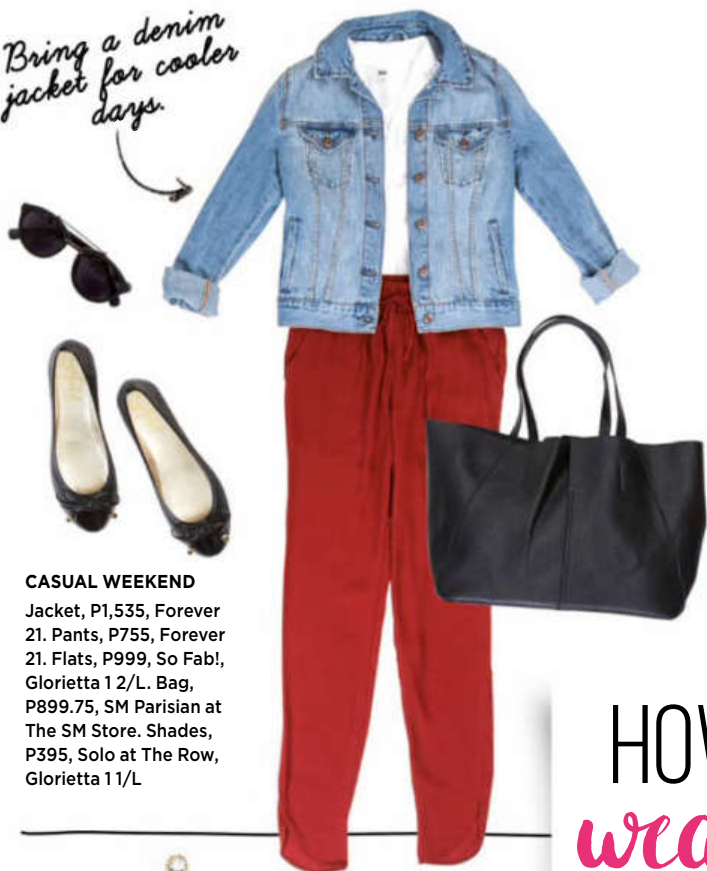 Bring a denim
jacket for cooler
days.
CASUAL WEEKEND
Jacket, P1,535, Forever
21. Pants, P755, Forever
21. Flats, P999, So Fab!,
Glorietta 1 2/L. Bag,
P899.75, SM Parisian at
The SM Store. Shades,
P395, Solo at The Row,
Glorietta 1 1/L